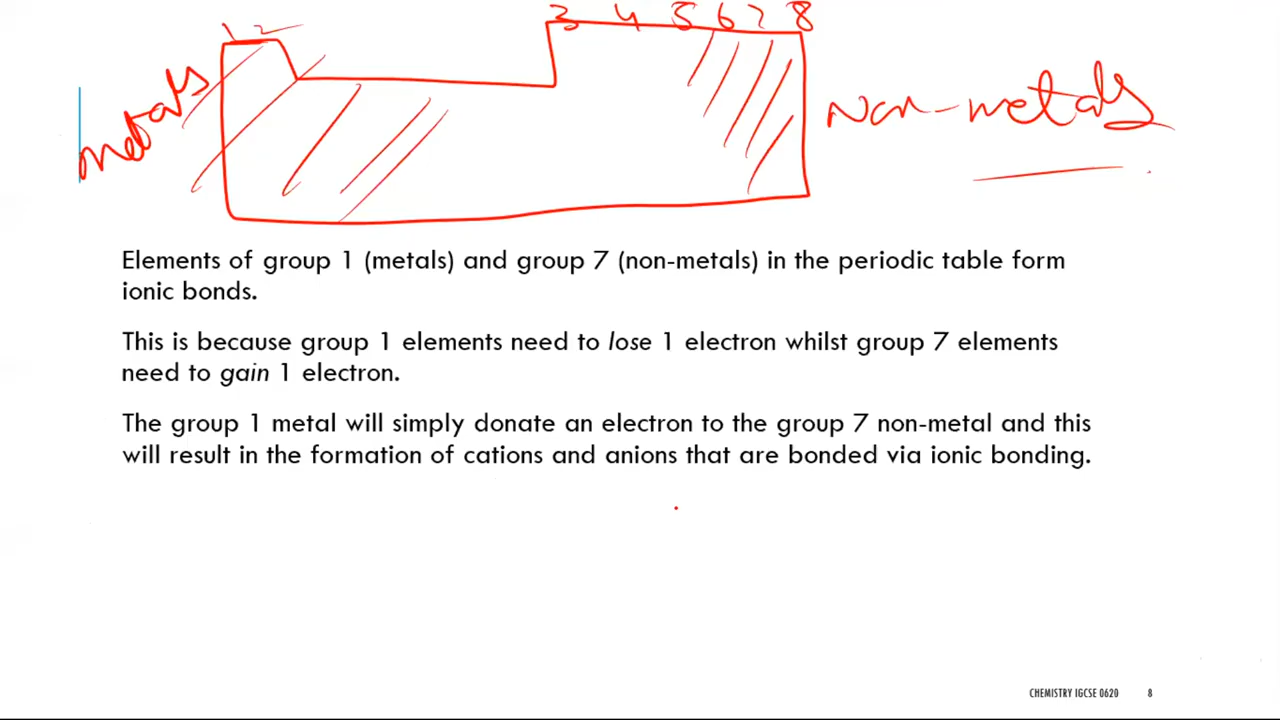 1 2 3 4 5 6 7 8
metals
Non-metals
Elements of group 1 (metals) and group 7 (non-metals) in the periodic table form
ionic bonds.
This is because group 1 elements need to lose 1 electron whilst group 7 elements
need to gain 1 electron.
The group 1 metal will simply donate an electron to the group 7 non-metal and this
will result in the formation of cations and anions that are bonded via ionic bonding.
CHEMISTRY IGCSE 0620 8